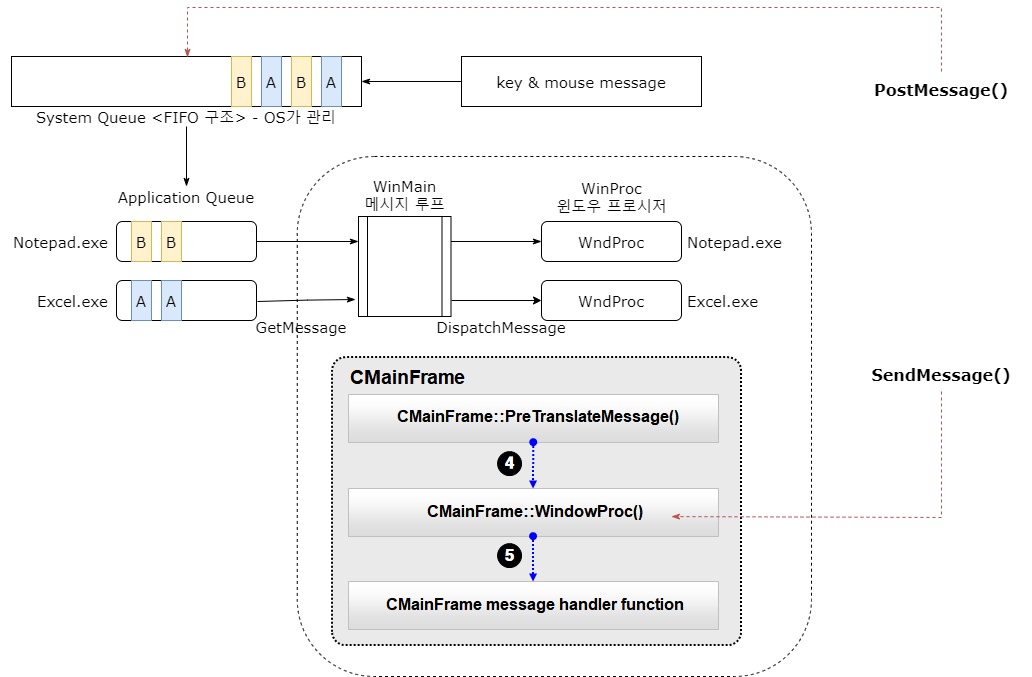 B A B A
key & mouse message
PostMessage()
System Queue <FIFO 구조> - OS가 관리
Application Queue
WinMain
메시지 루프
WinProc
윈도우 프로시저
Notepad.exe
B B
WndProc
Notepad.exe
Excel.exe
A A
WndProc
Excel.exe
GetMessage
DispatchMessage
CMainFrame
SendMessage()
CMainFrame::PreTranslateMessage()
4
CMainFrame::WindowProc()
5
CMainFrame message handler function